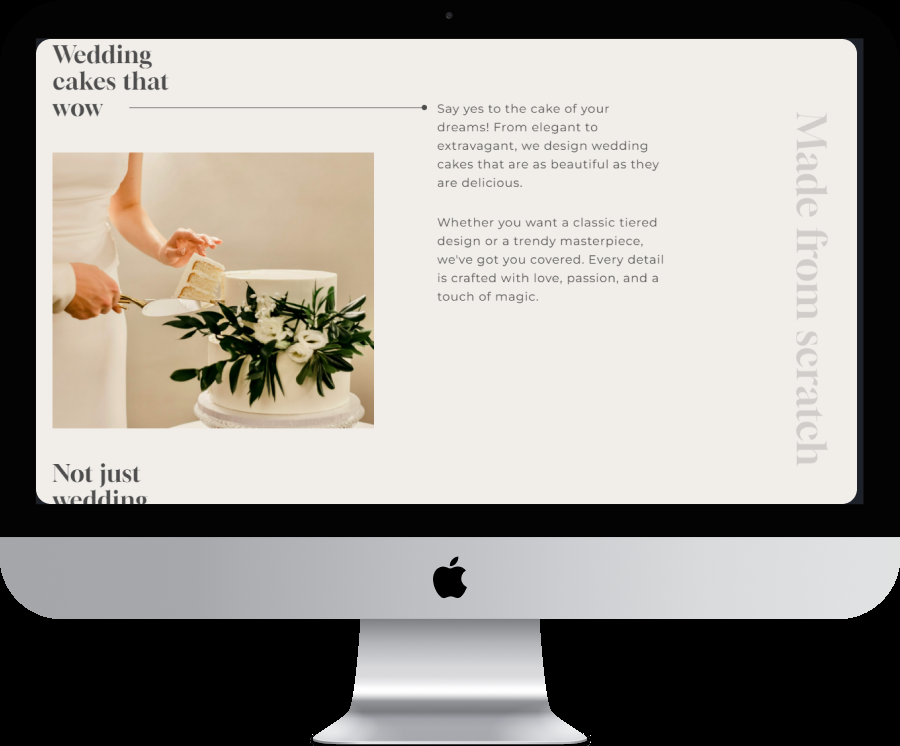 Wedding
cakes that
wow
Say yes to the cake of your
dreams! From elegant to
extravagant, we design wedding
cakes that are as beautiful as they
are delicious.
Whether you want a classic tiered
design or a trendy masterpiece,
we've got you covered. Every detail
is crafted with love, passion, and a
touch of magic.
Made from scratch
Not just
wedding